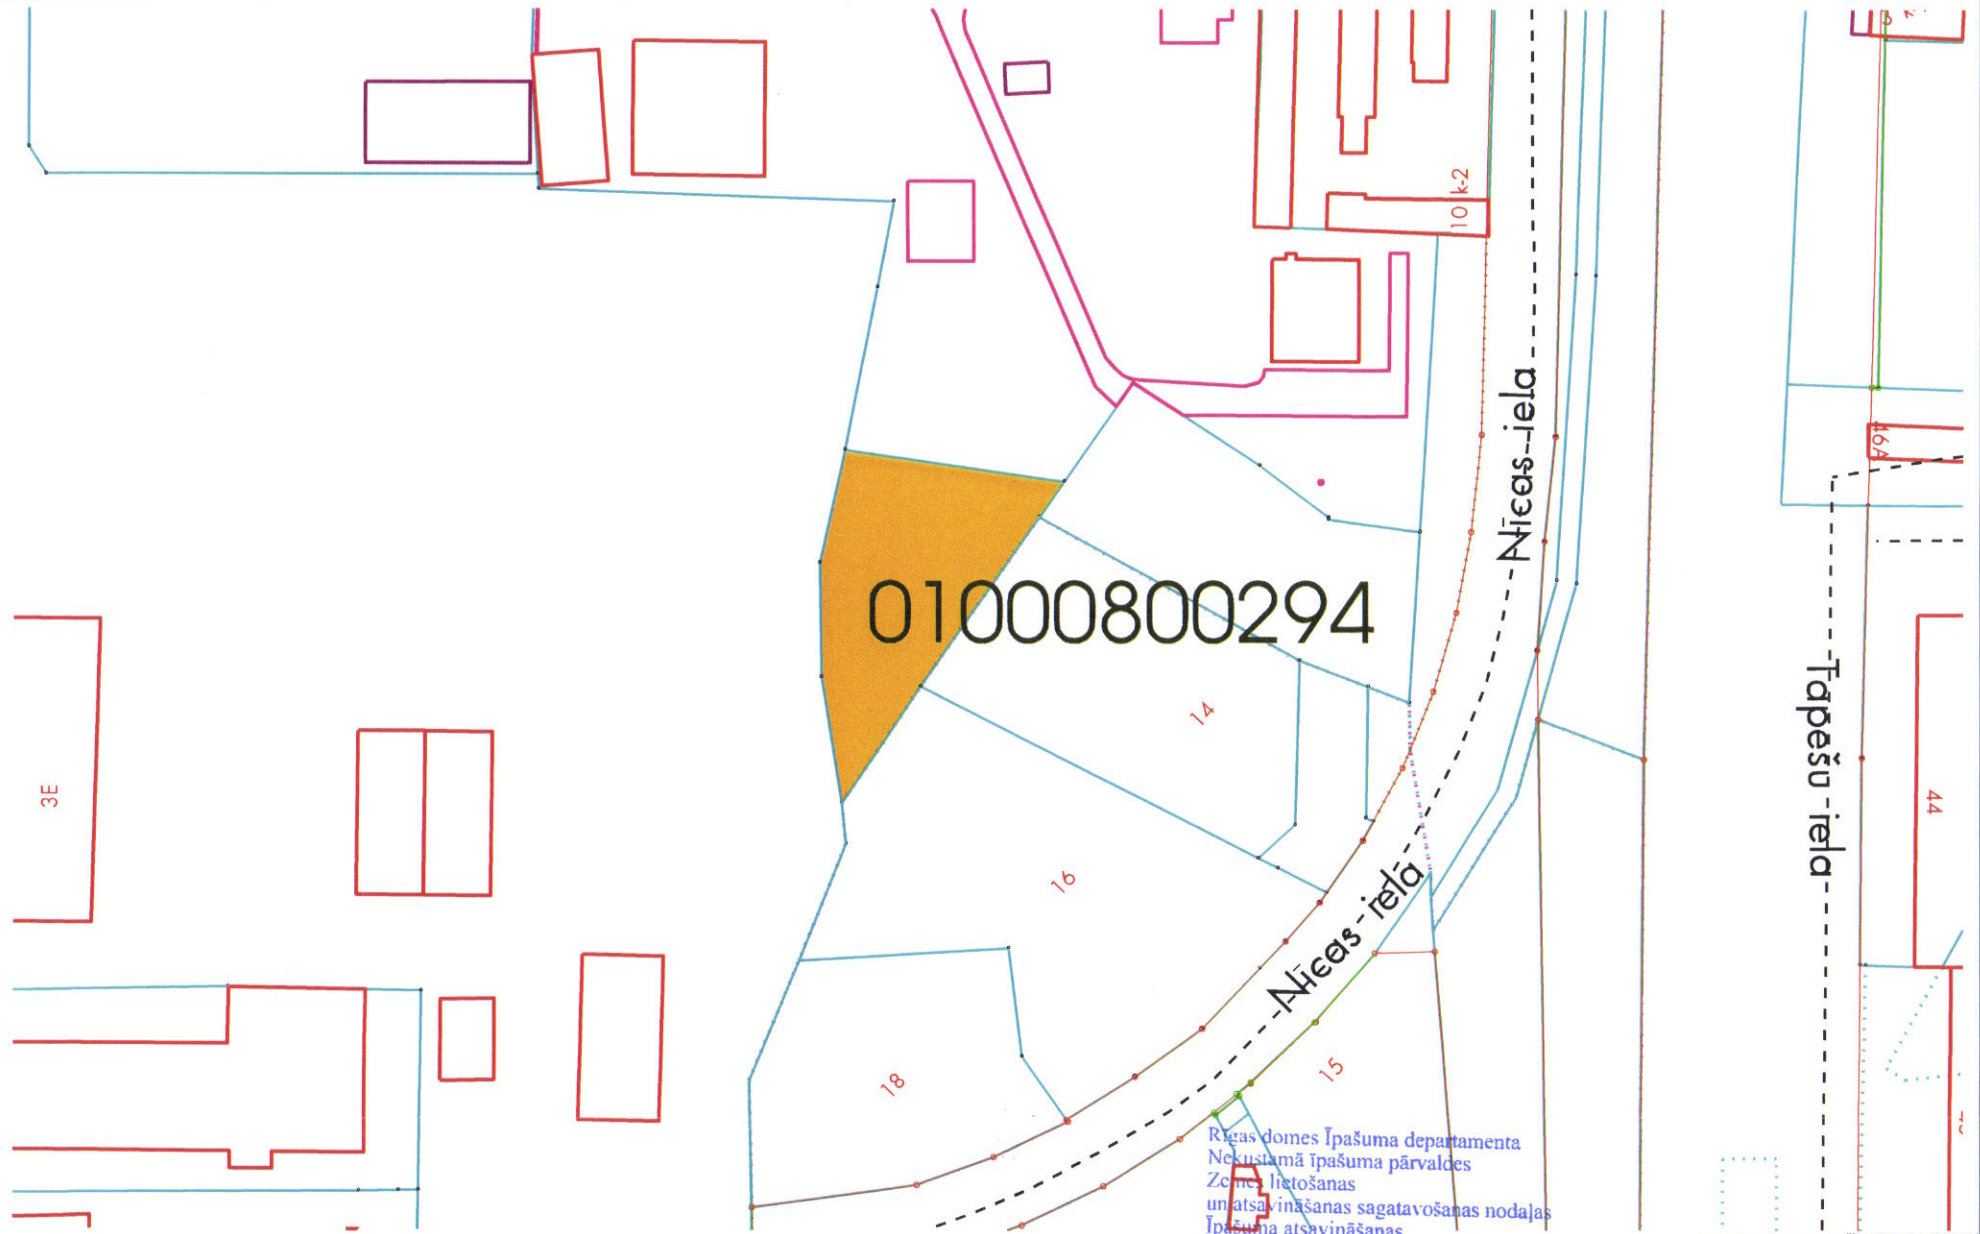 10 k-2
Nīcas iela
46A
01000800294
14
Tapešu iela
3E
44
16
Nīcas iela
18
15
Rīgas domes Īpašuma departamenta
Nekustamā īpašuma pārvaldes
Zemes lietošanas
un atsavināšanas sagatavošanas nodaļas
Īpašuma atsavināšanas